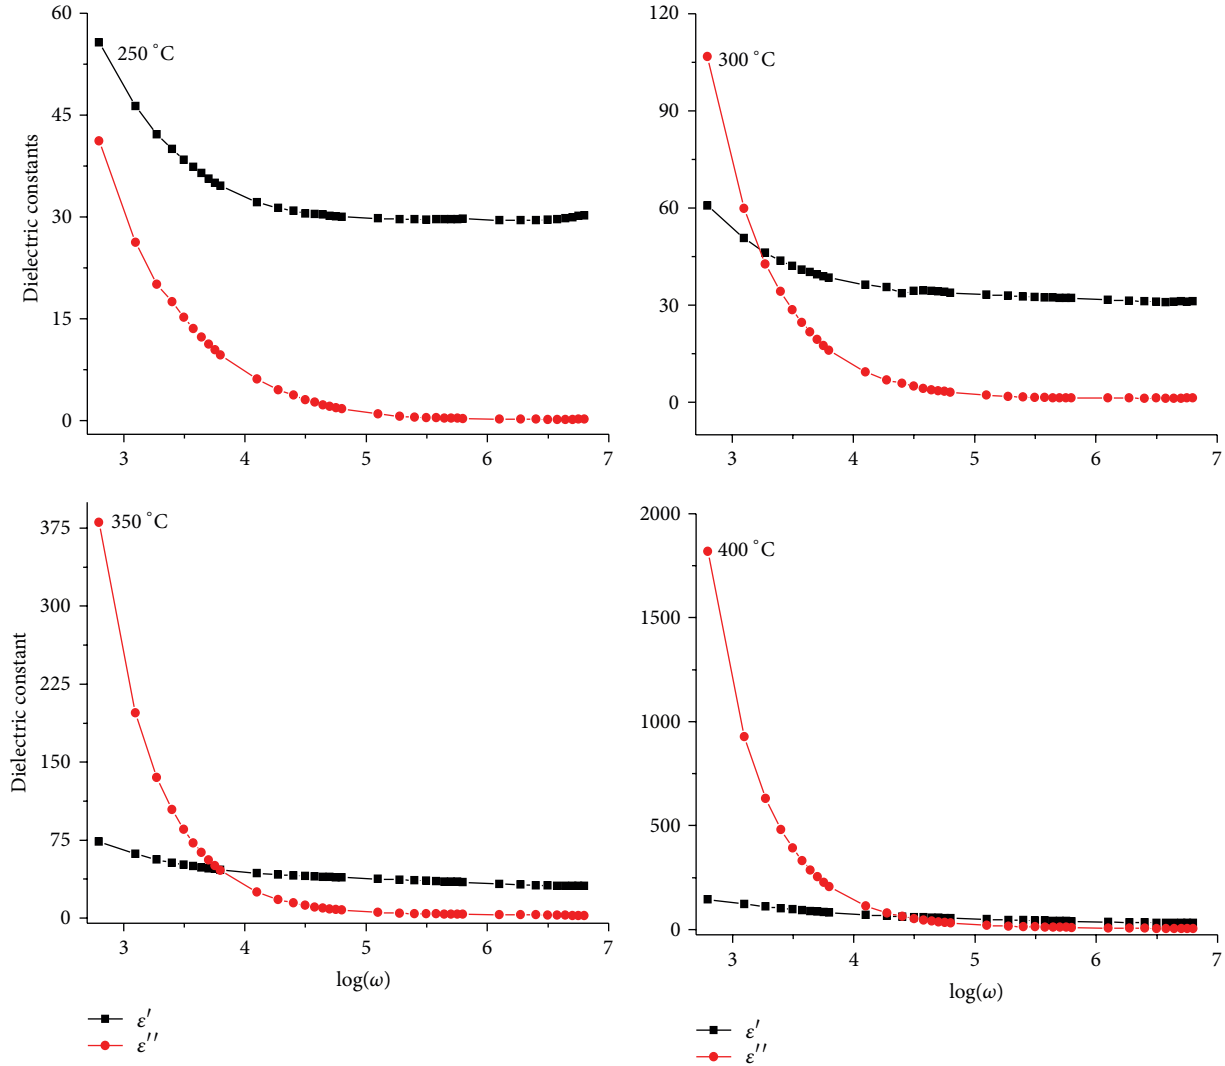 60
45
30
15
0
Dielectric constants
250 °C
3 4 5 6 7
120
90
60
30
0
300 °C
3 4 5 6 7
375
300
225
150
75
0
Dielectric constant
350 °C
3 4 5 6 7
log(ω)
2000
1500
1000
500
0
400 °C
3 4 5 6 7
log(ω)
ε′
ε′′
ε′
ε′′